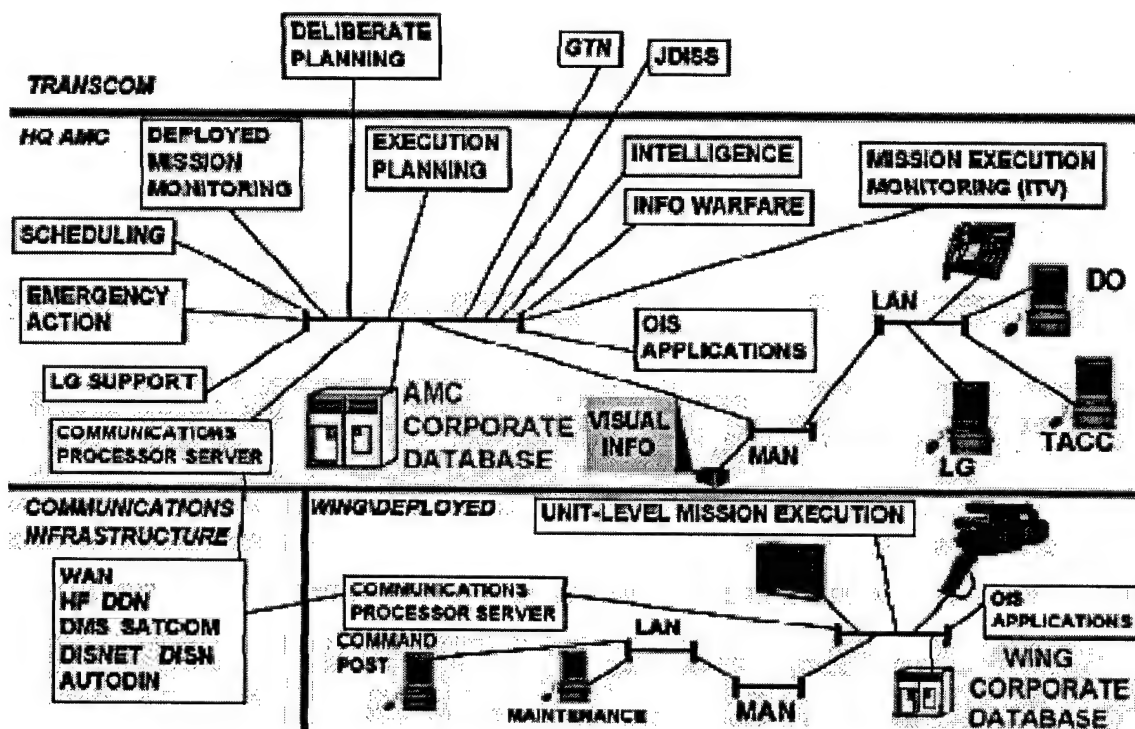 DELIBERATE
PLANNING
GTN
JDISS
TRANSCOM
HQ AMC
DEPLOYED
MISSION
MONITORING
EXECUTION
PLANNING
INTELLIGENCE
MISSION EXECUTION
MONITORING (ITV)
INFO WARFARE
SCHEDULING
EMERGENCY
ACTION
LAN
DO
OIS
APPLICATIONS
LG SUPPORT
AMC
CORPORATE
DATABASE
VISUAL
INFO
MAN
LG
TACC
COMMUNICATIONS
PROCESSOR SERVER
COMMUNICATIONS
INFRASTRUCTURE
WING\DEPLOYED
UNIT-LEVEL MISSION EXECUTION
WAN
HF DDN
DMS SATCOM
DISNET DISN
AUTODIN
COMMUNICATIONS
PROCESSOR SERVER
OIS
APPLICATIONS
COMMAND
POST
LAN
MAINTENANCE
MAN
WING
CORPORATE
DATABASE